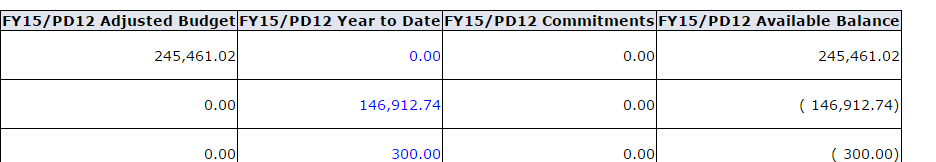 FY15/PD12 Adjusted Budget FY15/PD12 Year to Date FY15/PD12 Commitments FY15/PD12 Available Balance
245,461.02 0.00 0.00 245,461.02
0.00 146,912.74 0.00 ( 146,912.74)
0.00 300.00 0.00 ( 300.00)